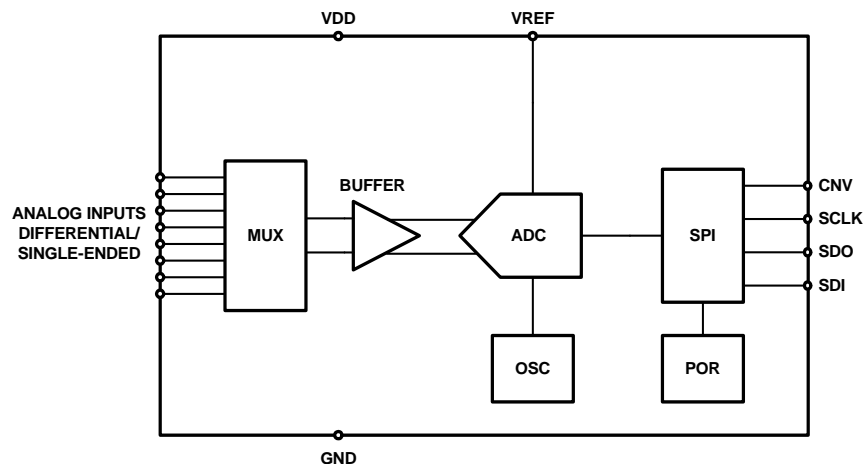 VDD
VREF
BUFFER
ANALOG INPUTS
DIFFERENTIAL/
SINGLE-ENDED
MUX
ADC
SPI
CNV
SCLK
SDO
SDI
OSC
POR
GND